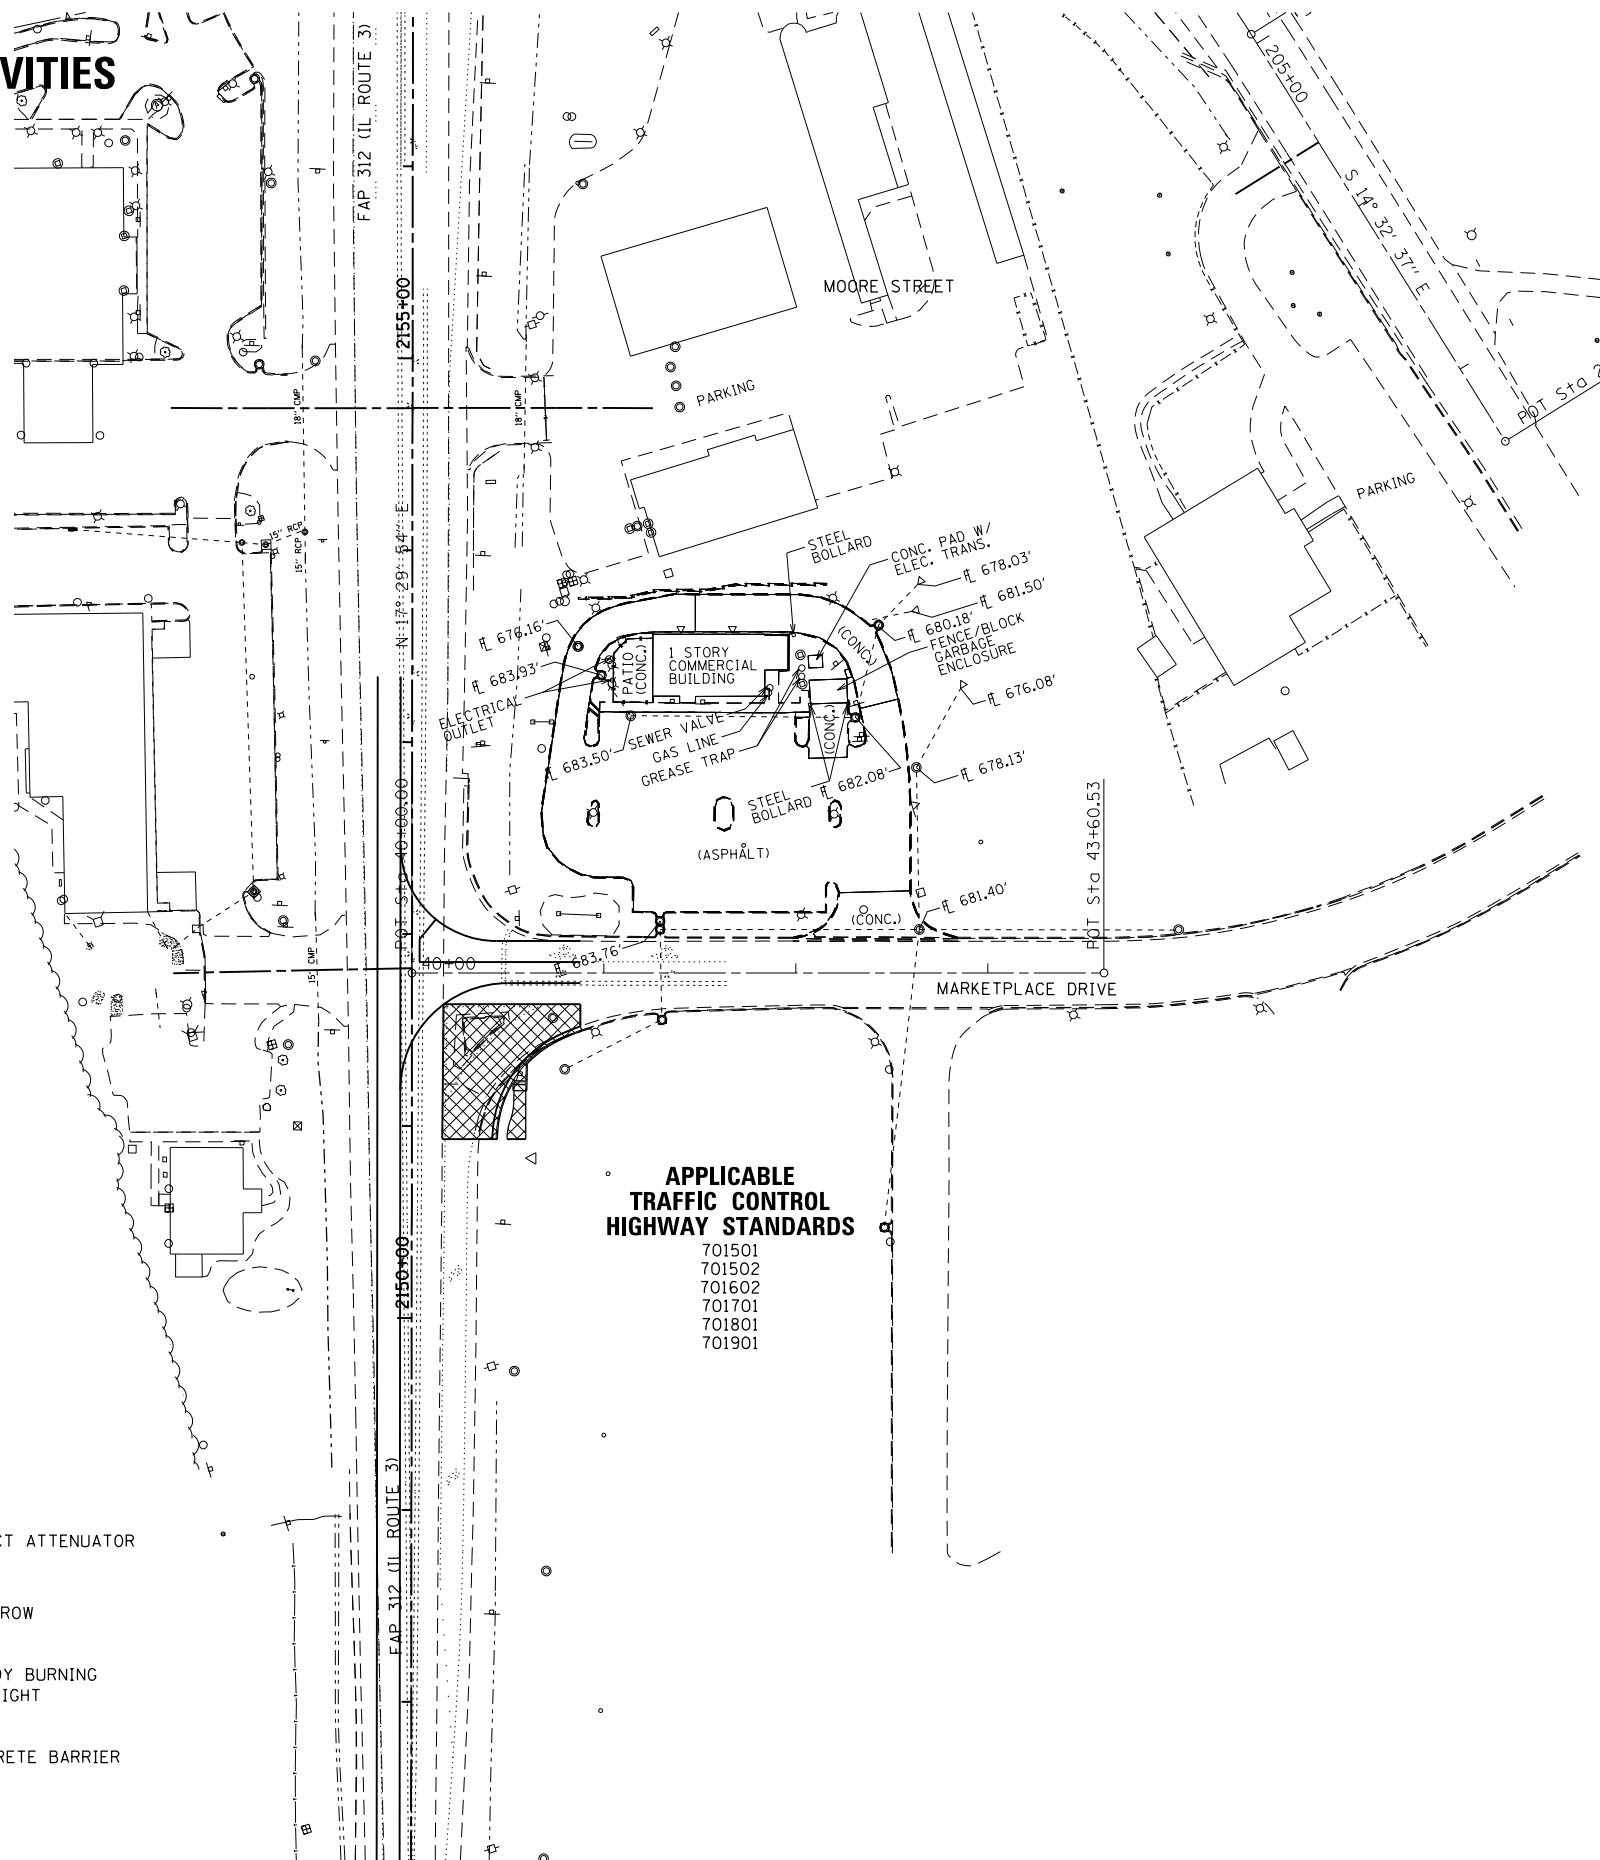 VITIES
FAP 312 (IL ROUTE 3)
205+00
S 14° 32' 37" E
MOORE STREET
2155+00
PARKING
18" CMP
18" CMP
POT Sta 2
PARKING
15" RCP
15" RCP
N 17° 29' 54" E
STEEL
BOLLARD
CONC. PAD W/
ELEC. TRANS.
℄ 678.03'
℄ 681.50'
℄ 680.18'
FENCE/BLOCK
GARBAGE
ENCLOSURE
℄ 676.16'
℄ 683.93'
PATIO
(CONC.)
1 STORY
COMMERCIAL
BUILDING
(CONC.)
℄ 676.08'
ELECTRICAL
OUTLET
℄ 683.50'
SEWER VALVE
GAS LINE
GREASE TRAP
(CONC.)
℄ 678.13'
STEEL
BOLLARD
℄ 682.08'
(ASPHALT)
POT Sta 40+00.00
POT Sta 43+60.53
℄ 681.40'
(CONC.)
℄ 683.76'
40+00
15" CMP
MARKETPLACE DRIVE
APPLICABLE
TRAFFIC CONTROL
HIGHWAY STANDARDS
701501
701502
701602
701701
701801
701901
2150+00
FAP 312 (IL ROUTE 3)
CT ATTENUATOR
ROW
DY BURNING
IGHT
RETE BARRIER